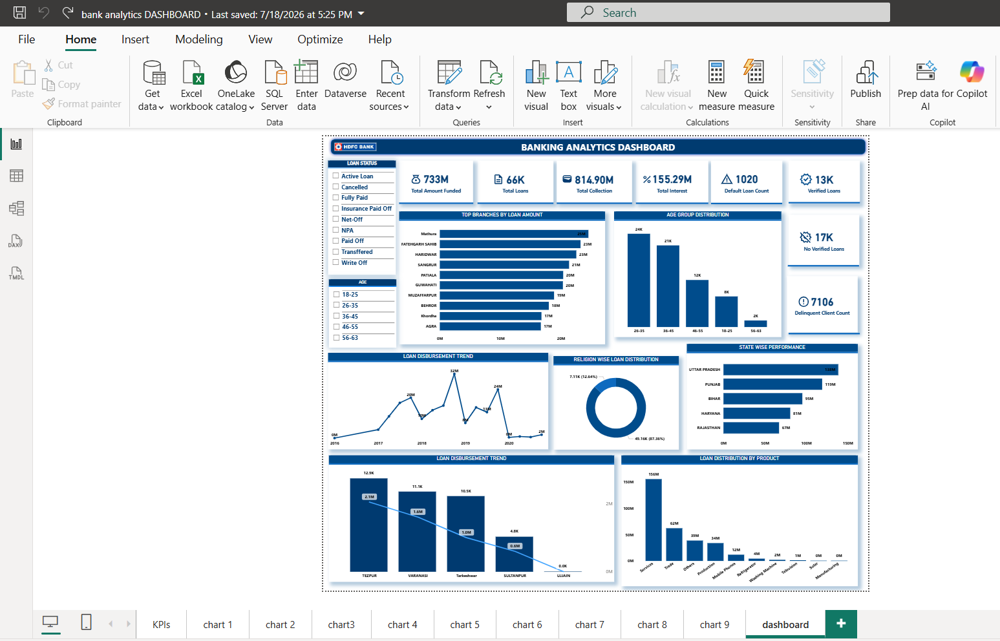 bank analytics DASHBOARD • Last saved: 7/18/2026 at 5:25 PM
Search
File Home Insert Modeling View Optimize Help
Paste
Cut
Copy
Format painter
Clipboard
Get data
Excel workbook
OneLake catalog
SQL Server
Enter data
Dataverse
Recent sources
Data
Transform data
Refresh
Queries
New visual
Text box
More visuals
Insert
New visual calculation
New measure
Quick measure
Calculations
Sensitivity
Sensitivity
Publish
Share
Prep data for AI
Copilot
Copilot
DAX
TMDL
HDFC BANK
BANKING ANALYTICS DASHBOARD
LOAN STATUS
Active Loan
Cancelled
Fully Paid
Insurance Paid Off
Net-Off
NPA
Paid Off
Transffered
Write Off
AGE
18-25
26-35
36-45
46-55
56-63
733M
Total Amount Funded
66K
Total Loans
814.90M
Total Collection
% 155.29M
Total Interest
1020
Default Loan Count
13K
Verified Loans
17K
No Verified Loans
7106
Delinquent Client Count
TOP BRANCHES BY LOAN AMOUNT
Mathura
FATEHGARH SAHIB 23M
HARIDWAR 23M
SANGRUR 21M
PATIALA 20M
GUWAHATI 20M
MUZAFFARPUR 19M
BEHROR 18M
Khordha 17M
AGRA 17M
0M 10M 20M
AGE GROUP DISTRIBUTION
24K 21K 12K 8K 2K
26-35 36-45 46-55 18-25 56-63
LOAN DISBURSEMENT TREND
0M 20M 10M 32M 13M 24M 0M 2M
2016 2017 2018 2019 2020
RELIGION WISE LOAN DISTRIBUTION
7.11K (12.64%)
49.16K (87.36%)
STATE WISE PERFORMANCE
UTTAR PRADESH
PUNJAB 119M
BIHAR 95M
HARYANA 81M
RAJASTHAN 67M
0M 50M 100M 150M
LOAN DISBURSEMENT TREND
12.9K 11.1K 10.5K 4.8K 0.0K
2.1M 1.6M 1.0M 0.6M
2M
0M
TEZPUR VARANASI Tarkeshwar SULTANPUR UJJAIN
LOAN DISTRIBUTION BY PRODUCT
150M
100M
50M
0M
156M 62M 39M 34M 12M 4M 2M 1M 0M 0M
Services Trade Others Production Mobile Phones Refrigerator Washing Machine Television Solar Manufacturing
KPIs chart 1 chart 2 chart3 chart 4 chart 5 chart 6 chart 7 chart 8 chart 9 dashboard